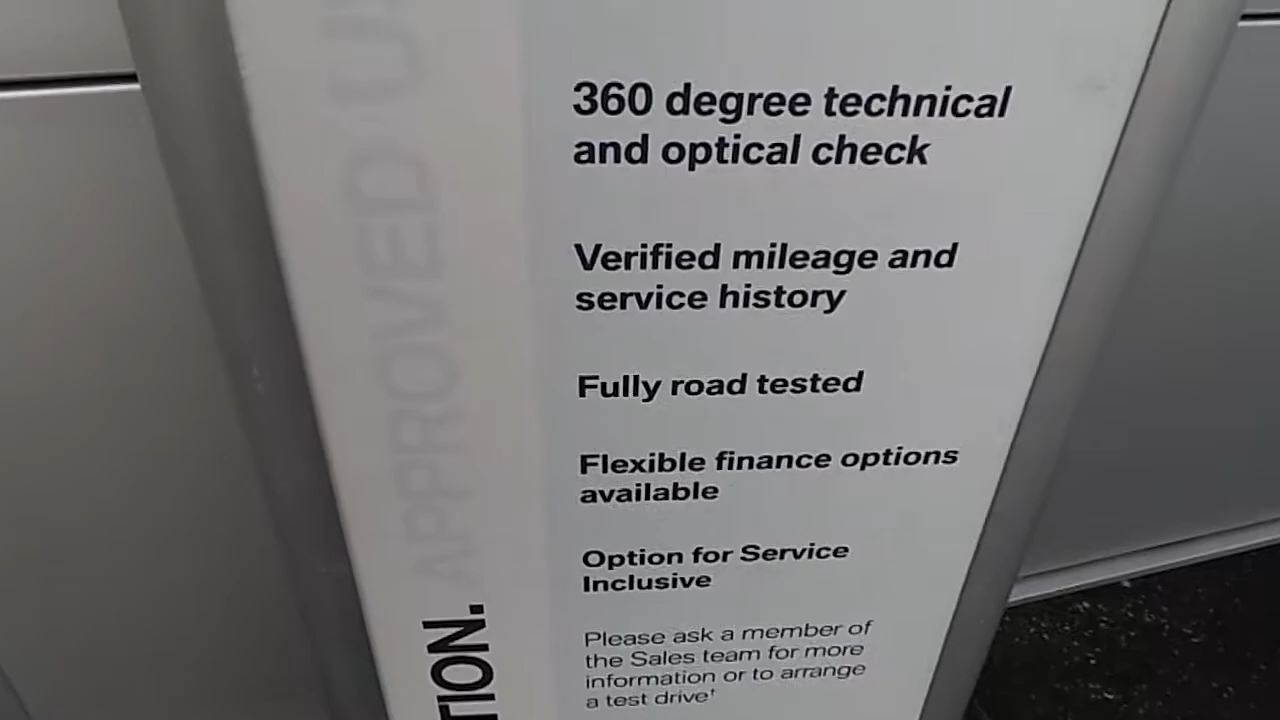 360 degree technical
and optical check
Verified mileage and
service history
Fully road tested
Flexible finance options
available
Option for Service
Inclusive
Please ask a member of
the Sales team for more
information or to arrange
a test drive†
APPROVED
TION.